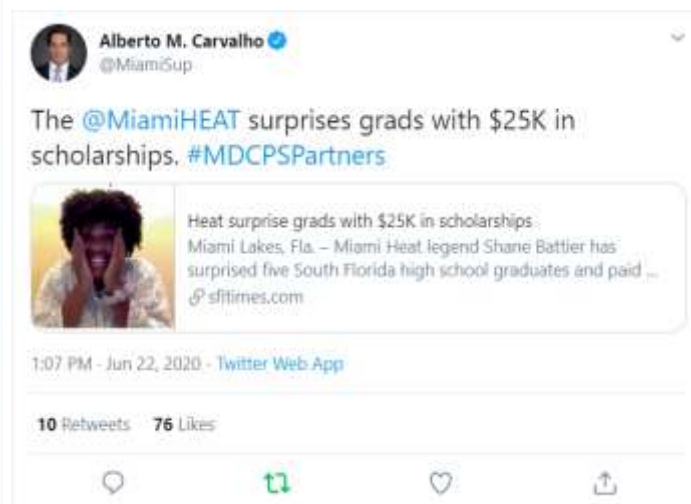 Alberto M. Carvalho
@MiamiSup
The @MiamiHEAT surprises grads with $25K in
scholarships. #MDCPSPartners
Heat surprise grads with $25K in scholarships
Miami Lakes, Fla. – Miami Heat legend Shane Battier has
surprised five South Florida high school graduates and paid ...
sfltimes.com
1:07 PM · Jun 22, 2020 · Twitter Web App
10 Retweets 76 Likes